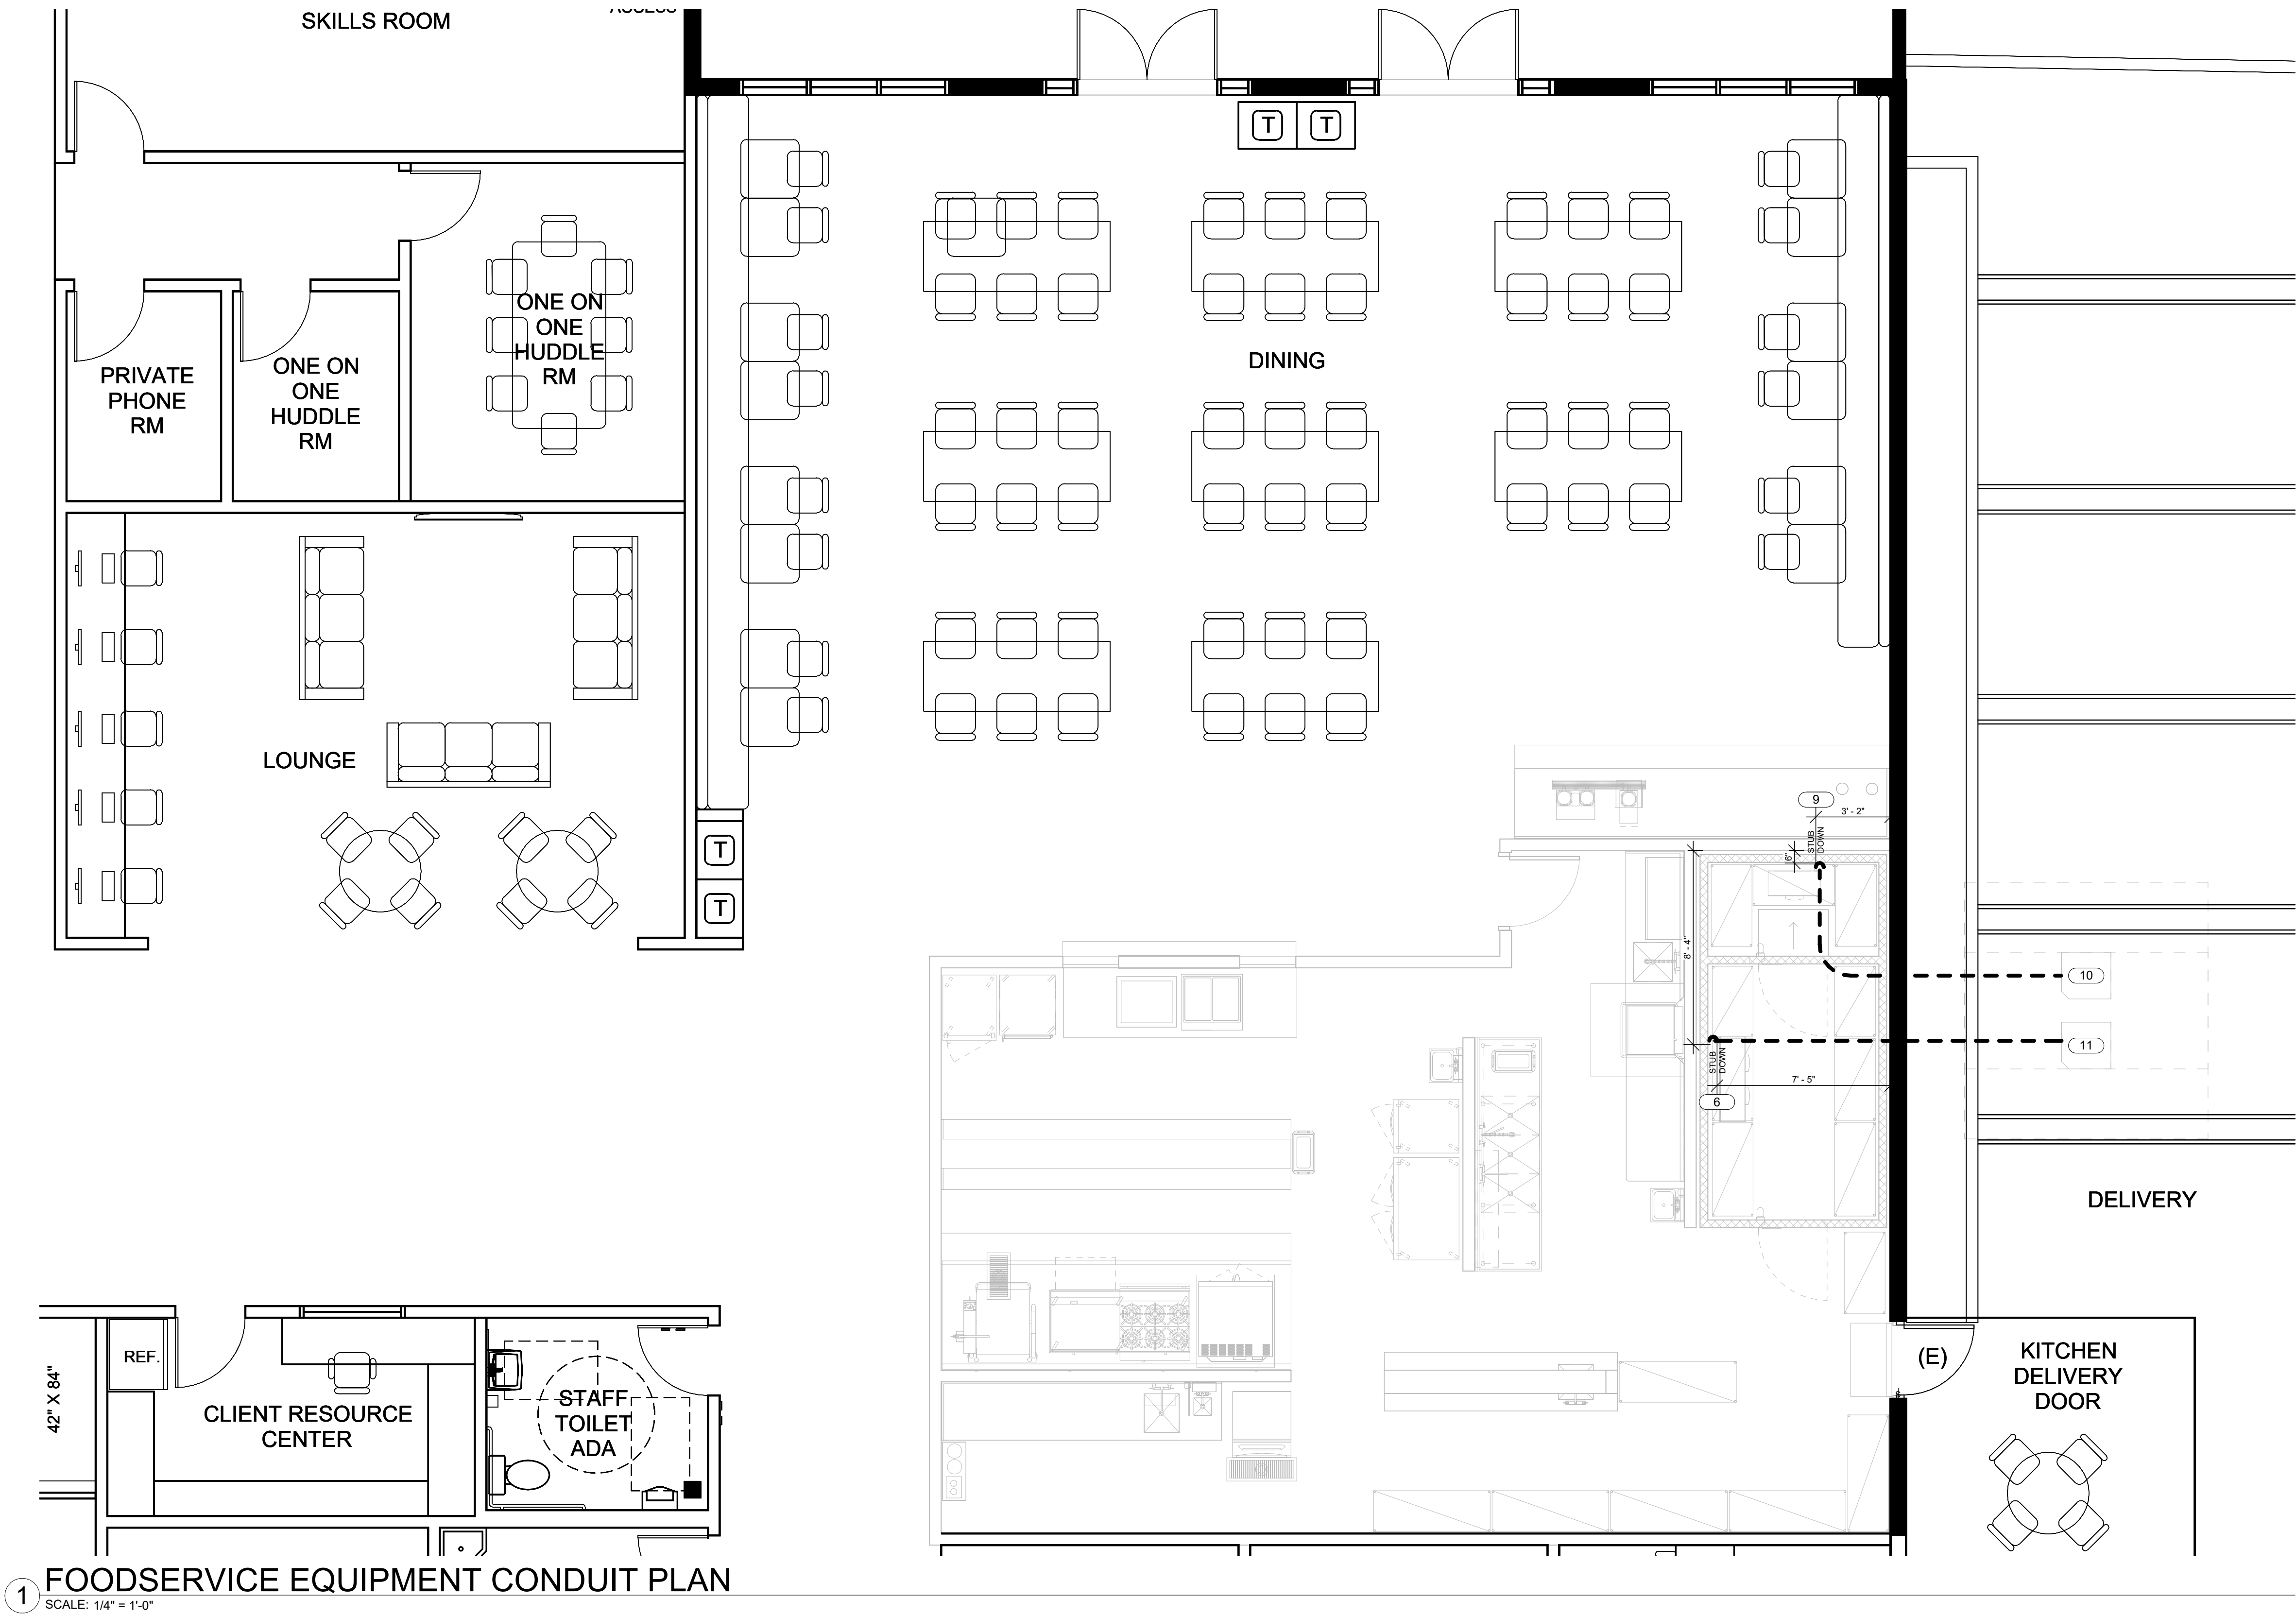 SKILLS ROOM
ACCESS
T
T
ONE ON
ONE
HUDDLE
RM
DINING
PRIVATE
PHONE
RM
ONE ON
ONE
HUDDLE
RM
LOUNGE
T
T
9
3' - 2"
STUB
DOWN
6"
8' - 4"
10
11
STUB
DOWN
7' - 5"
6
DELIVERY
(E)
KITCHEN
DELIVERY
DOOR
REF.
42" X 84"
CLIENT RESOURCE
CENTER
STAFF
TOILET
ADA
1
FOODSERVICE EQUIPMENT CONDUIT PLAN
SCALE: 1/4" = 1'-0"